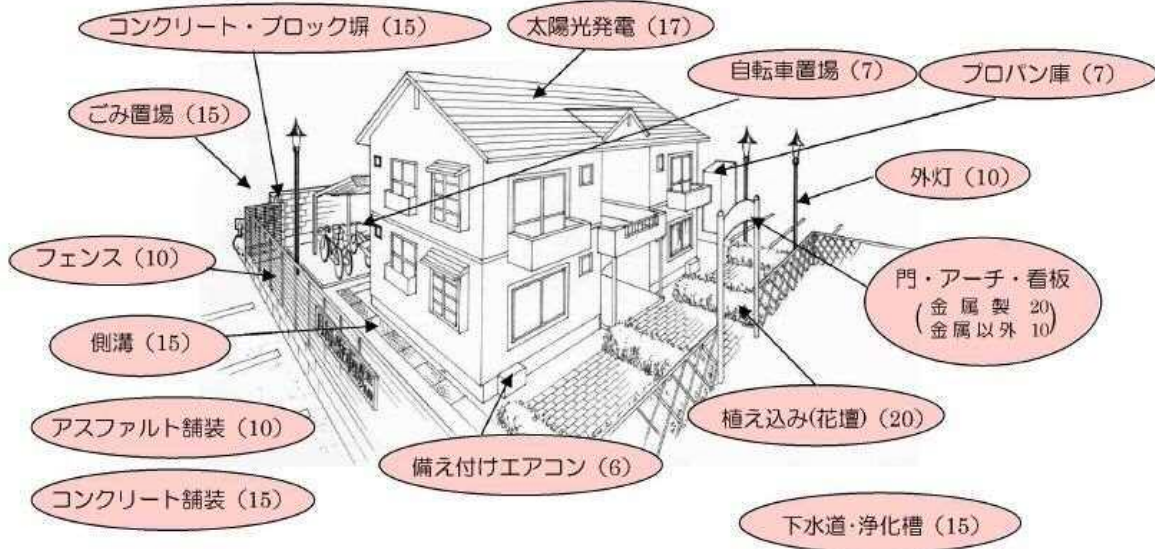 コンクリート・ブロック塀（15）
太陽光発電（17）
自転車置場（7）
プロパン庫（7）
ごみ置場（15）
外灯（10）
フェンス（10）
門・アーチ・看板
（金属製 20
金属以外 10）
側溝（15）
植え込み(花壇)（20）
アスファルト舗装（10）
備え付けエアコン（6）
コンクリート舗装（15）
下水道・浄化槽（15）